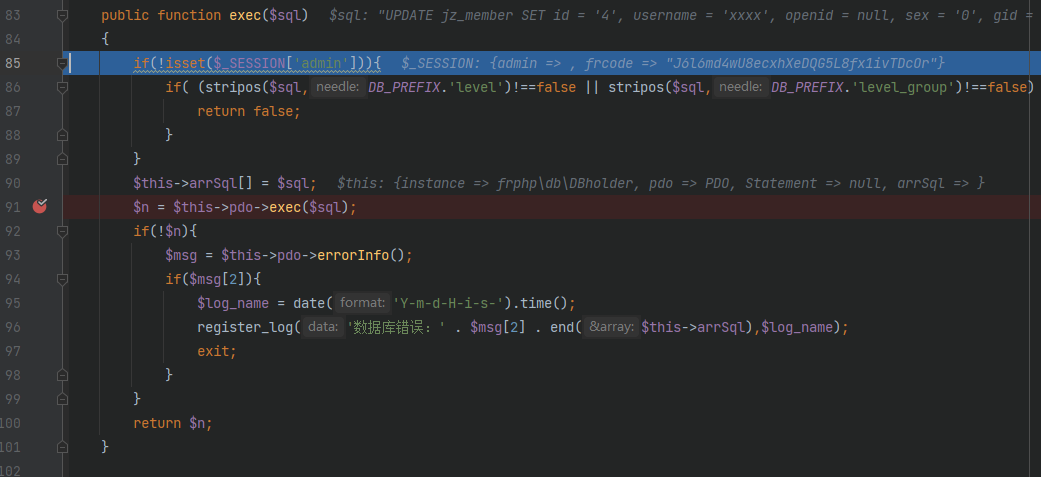 83 public function exec($sql) $sql: "UPDATE jz_member SET id = '4', username = 'xxxx', openid = null, sex = '0', gid =
84 {
85 if(!isset($_SESSION['admin'])){ $_SESSION: {admin => , frcode => "J6l6md4wU8ecxhXeDQG5L8fx1ivTDcOr"}
86 if( (stripos($sql, needle: DB_PREFIX.'level')!==false || stripos($sql, needle: DB_PREFIX.'level_group')!==false)
87 return false;
88 }
89 }
90 $this->arrSql[] = $sql; $this: {instance => frphp\db\DBholder, pdo => PDO, Statement => null, arrSql => }
91 $n = $this->pdo->exec($sql);
92 if(!$n){
93 $msg = $this->pdo->errorInfo();
94 if($msg[2]){
95 $log_name = date( format: 'Y-m-d-H-i-s-').time();
96 register_log( data: '数据库错误：' . $msg[2] . end( &array: $this->arrSql),$log_name);
97 exit;
98 }
99 }
100 return $n;
101 }
102